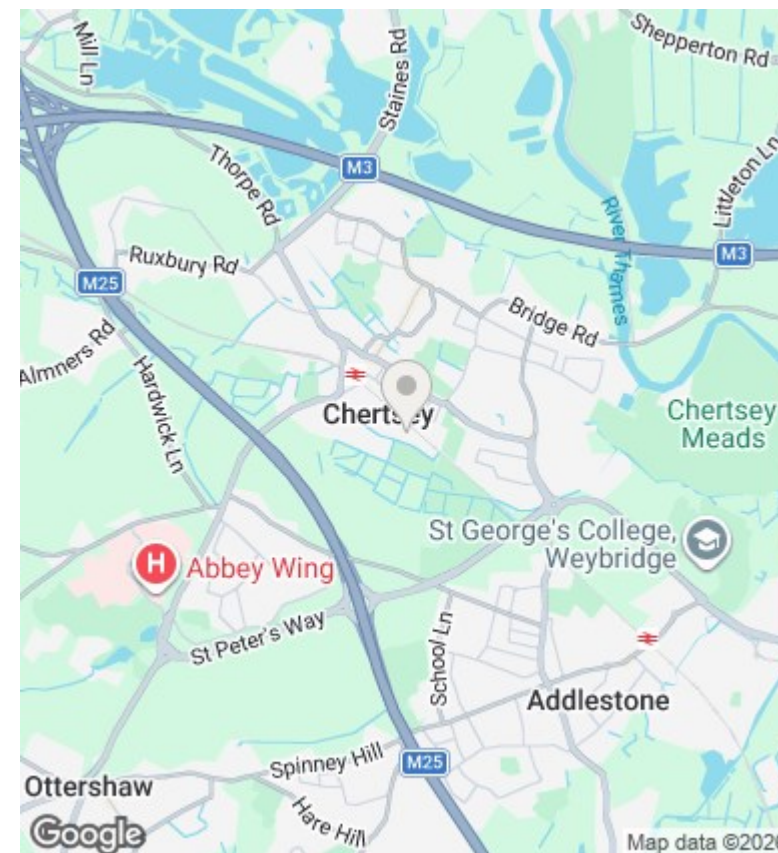 Mill Ln
Staines Rd
Shepperton Rd
M3
Thorpe Rd
Littleton Ln
River Thames
M3
Ruxbury Rd
M25
Bridge Rd
Almners Rd
Hardwick Ln
Chertsey
Chertsey
Meads
St George's College,
Weybridge
H
Abbey Wing
St Peter's Way
School Ln
Addlestone
Spinney Hill
M25
Ottershaw
Hare Hill
Google
Map data ©2026